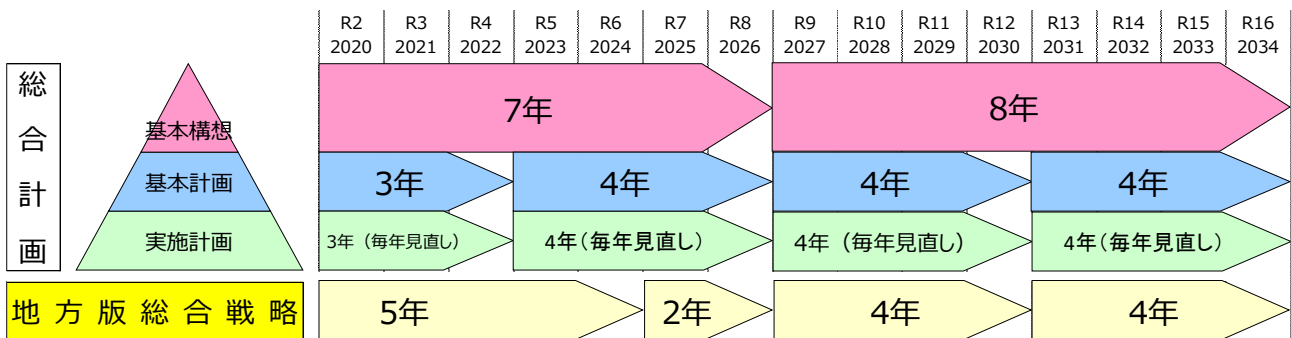 R2 R3 R4 R5 R6 R7 R8 R9 R10 R11 R12 R13 R14 R15 R16
2020 2021 2022 2023 2024 2025 2026 2027 2028 2029 2030 2031 2032 2033 2034
総合計画
基本構想
7年 8年
基本計画
3年 4年 4年 4年
実施計画
3年（毎年見直し） 4年（毎年見直し） 4年（毎年見直し） 4年（毎年見直し）
地方版総合戦略
5年 2年 4年 4年